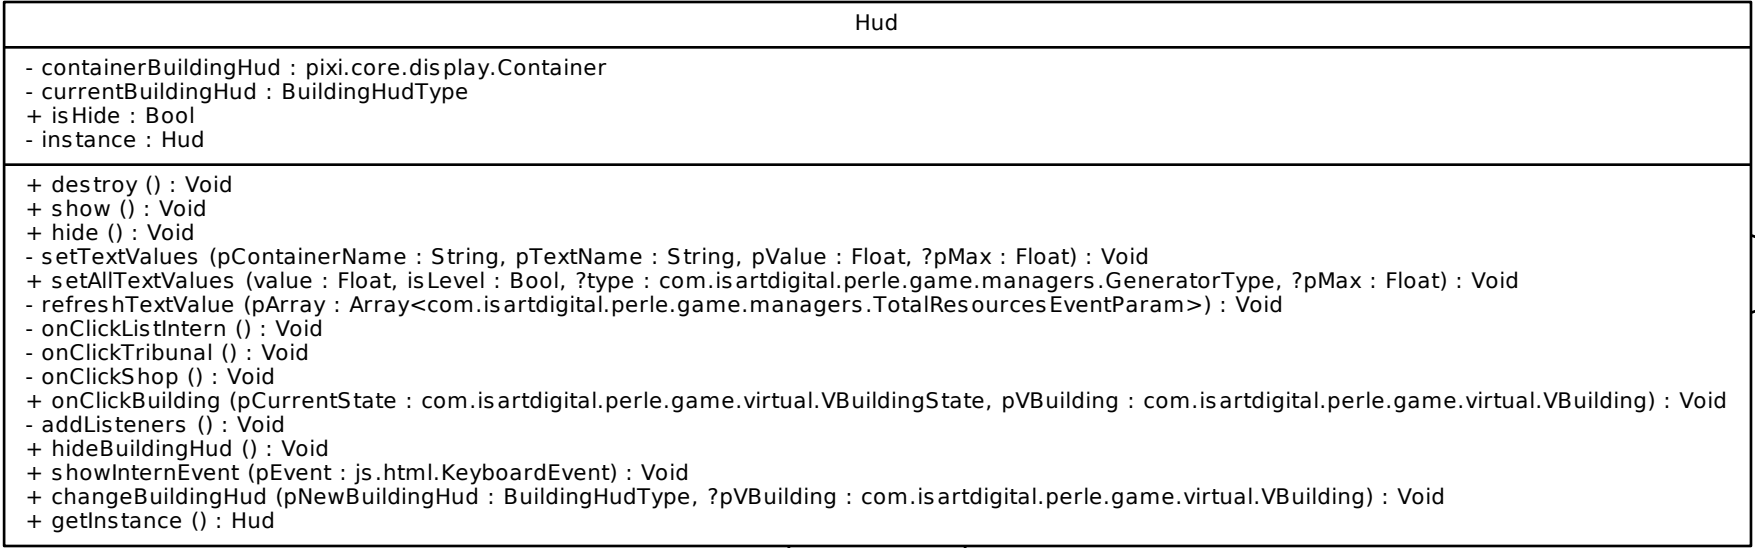 Hud
- containerBuildingHud : pixi.core.display.Container
- currentBuildingHud : BuildingHudType
+ isHide : Bool
- instance : Hud
+ destroy () : Void
+ show () : Void
+ hide () : Void
- setTextValues (pContainerName : String, pTextName : String, pValue : Float, ?pMax : Float) : Void
+ setAllTextValues (value : Float, isLevel : Bool, ?type : com.isartdigital.perle.game.managers.GeneratorType, ?pMax : Float) : Void
- refreshTextValue (pArray : Array<com.isartdigital.perle.game.managers.TotalResourcesEventParam>) : Void
- onClickListIntern () : Void
- onClickTribunal () : Void
- onClickShop () : Void
+ onClickBuilding (pCurrentState : com.isartdigital.perle.game.virtual.VBuildingState, pVBuilding : com.isartdigital.perle.game.virtual.VBuilding) : Void
- addListeners () : Void
+ hideBuildingHud () : Void
+ showInternEvent (pEvent : js.html.KeyboardEvent) : Void
+ changeBuildingHud (pNewBuildingHud : BuildingHudType, ?pVBuilding : com.isartdigital.perle.game.virtual.VBuilding) : Void
+ getInstance () : Hud